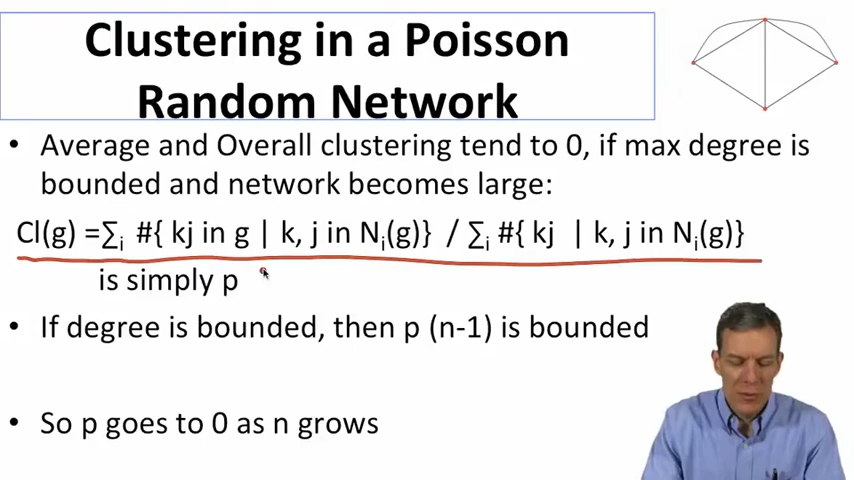 Clustering in a Poisson
Random Network
• Average and Overall clustering tend to 0, if max degree is
bounded and network becomes large:
Cl(g) =∑i #{ kj in g | k, j in Ni(g)} / ∑i #{ kj | k, j in Ni(g)}
is simply p
• If degree is bounded, then p (n-1) is bounded
• So p goes to 0 as n grows